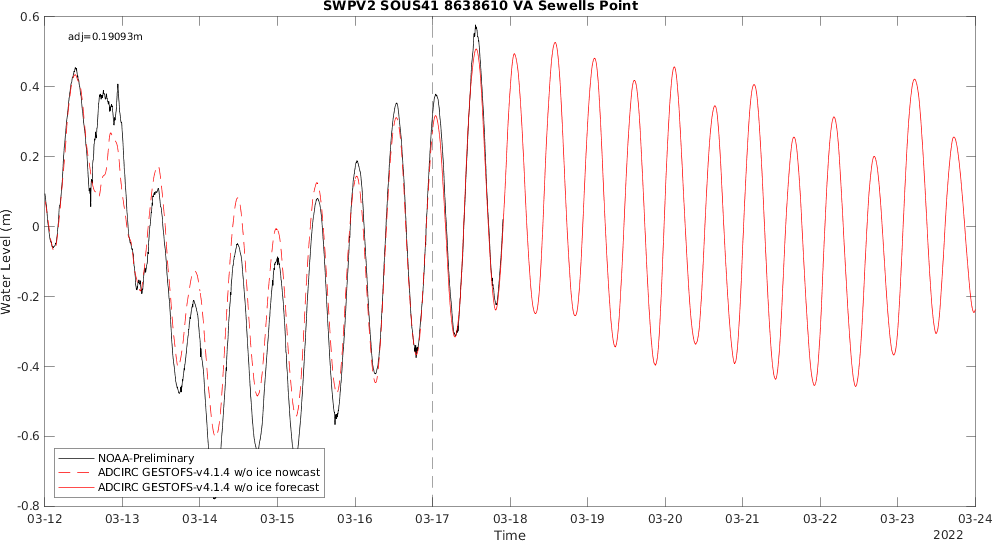 SWPV2 SOUS41 8638610 VA Sewells Point
adj=0.19093m
0.6
0.4
0.2
0
-0.2
-0.4
-0.6
-0.8
Water Level (m)
NOAA-Preliminary
ADCIRC GESTOFS-v4.1.4 w/o ice nowcast
ADCIRC GESTOFS-v4.1.4 w/o ice forecast
03-12 03-13 03-14 03-15 03-16 03-17 03-18 03-19 03-20 03-21 03-22 03-23 03-24
Time
2022